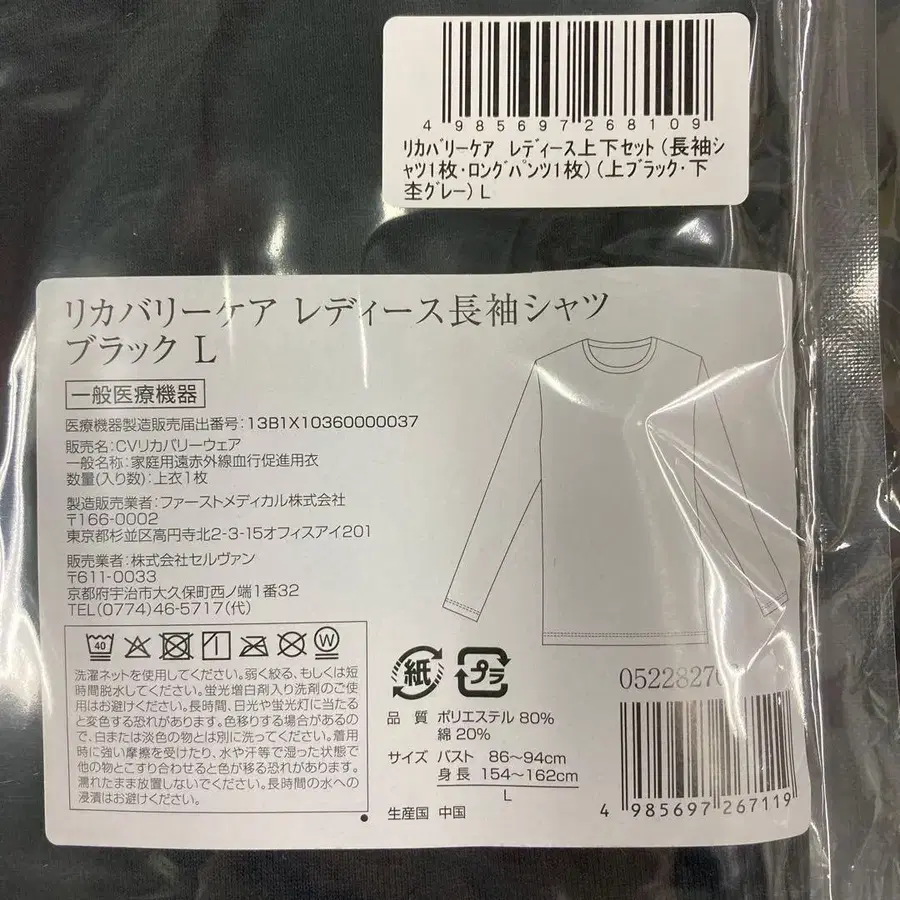 4985697268109
ﾘｶﾊﾞﾘｰｹｱ ﾚﾃﾞｨｰｽ上下ｾｯﾄ(長袖ｼ
ｬﾂ1枚･ﾛﾝｸﾞﾊﾟﾝﾂ1枚)(上ﾌﾞﾗｯｸ･下
杢ｸﾞﾚｰ)L
リカバリーケア レディース長袖シャツ
ブラック L
一般医療機器
医療機器製造販売届出番号：13B1X10360000037
販売名：CVリカバリーウェア
一般名称：家庭用遠赤外線血行促進用衣
数量(入り数)：上衣1枚
製造販売業者：ファーストメディカル株式会社
〒166-0002
東京都杉並区高円寺北2-3-15オフィスアイ201
販売業者：株式会社セルヴァン
〒611-0033
京都府宇治市大久保町西ノ端1番32
TEL(0774)46-5717(代)
40 W
洗濯ネットを使用してください。弱く絞る、もしくは短
時間脱水してください。蛍光増白剤入り洗剤のご使
用はお避けください。長時間、日光や蛍光灯に当たる
と変色する恐れがあります。色移りする場合があるの
で、白または淡色の物とは別に洗ってください。着用
時に強い摩擦を受けたり、水や汗等で湿った状態で
他の物とこすり合わせると色が移る恐れがあります。
濡れたまま放置しないでください。長時間の水への
浸漬はお避けください。
紙 プラ
品質 ポリエステル 80%
綿 20%
サイズ バスト 86〜94cm
身長 154〜162cm
L
生産国 中国
4 985697 267119